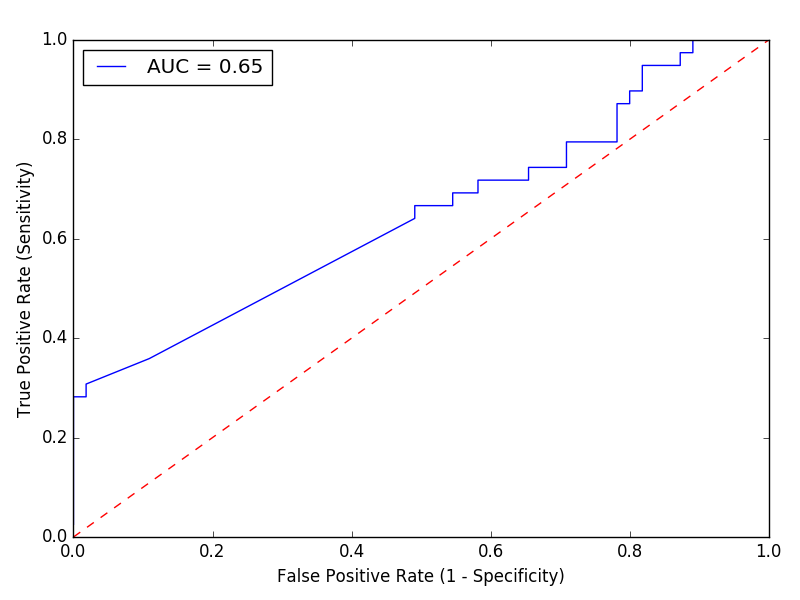 AUC = 0.65
1.0
0.8
0.6
0.4
0.2
0.0
True Positive Rate (Sensitivity)
0.0 0.2 0.4 0.6 0.8 1.0
False Positive Rate (1 - Specificity)